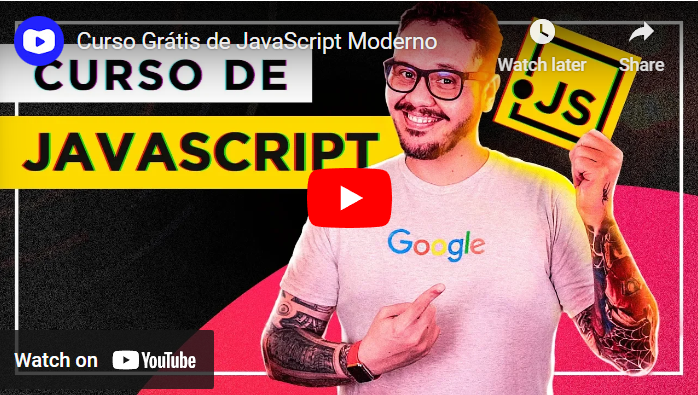 Curso Grátis de JavaScript Moderno
Watch later
Share
CURSO DE
JAVASCRIPT
JS
Google
Watch on YouTube